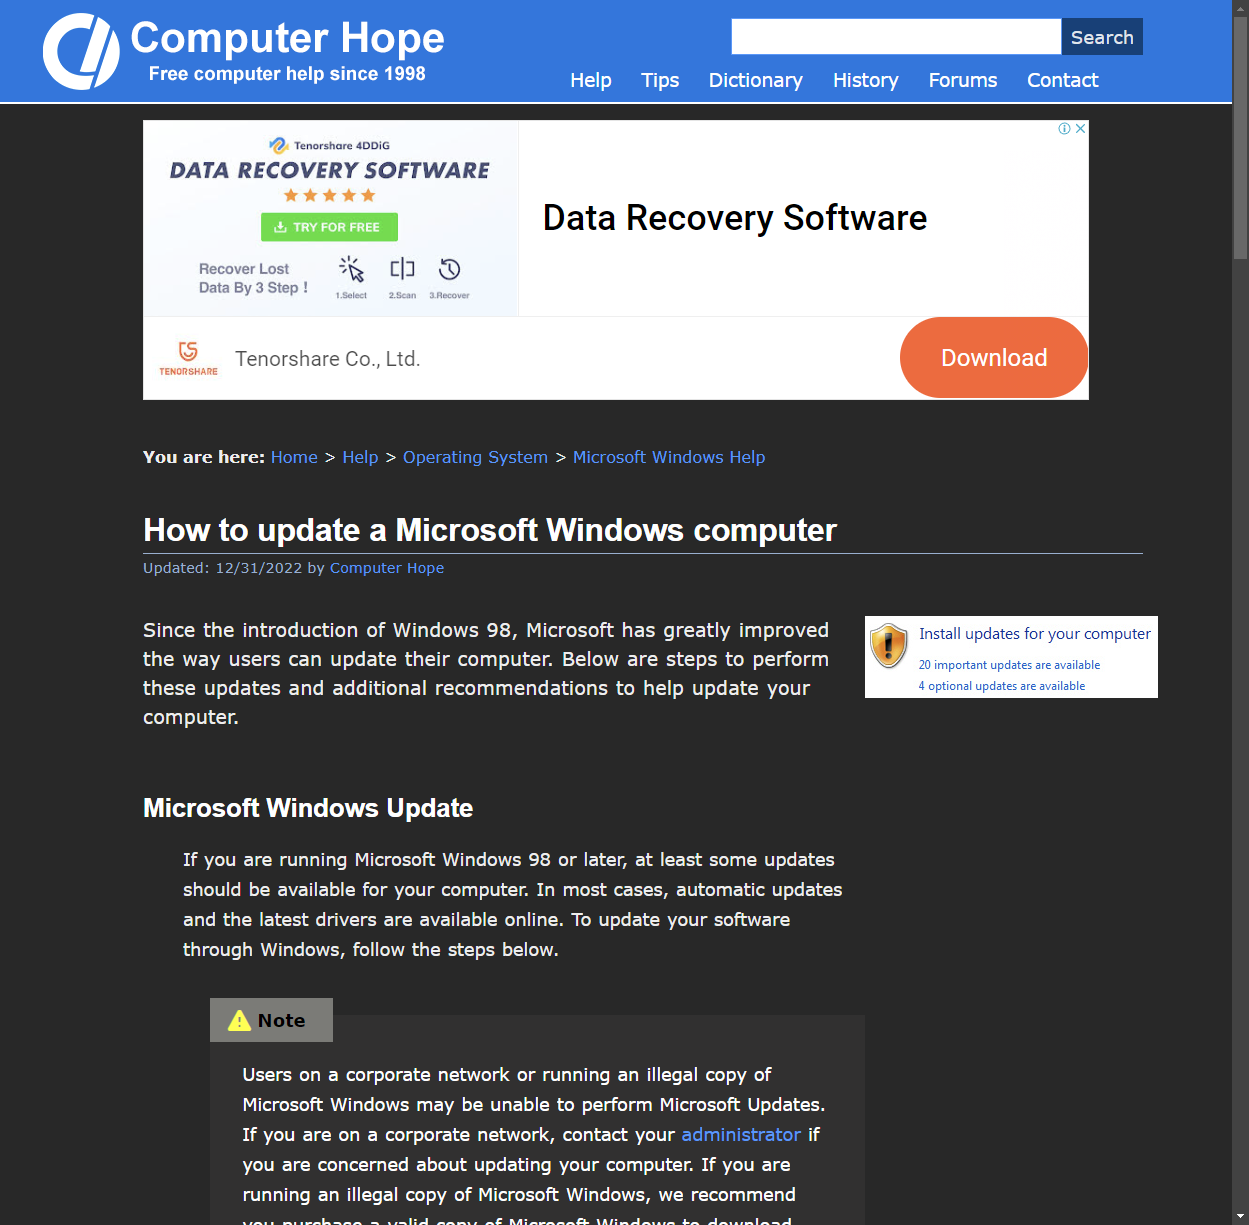 Computer Hope
Free computer help since 1998
Search
Help Tips Dictionary History Forums Contact
Tenorshare 4DDiG
DATA RECOVERY SOFTWARE
TRY FOR FREE
Recover Lost
Data By 3 Step !
1.Select 2.Scan 3.Recover
Data Recovery Software
TENORSHARE
Tenorshare Co., Ltd.
Download
You are here: Home > Help > Operating System > Microsoft Windows Help
How to update a Microsoft Windows computer
Updated: 12/31/2022 by Computer Hope
Since the introduction of Windows 98, Microsoft has greatly improved
the way users can update their computer. Below are steps to perform
these updates and additional recommendations to help update your
computer.
Install updates for your computer
20 important updates are available
4 optional updates are available
Microsoft Windows Update
If you are running Microsoft Windows 98 or later, at least some updates
should be available for your computer. In most cases, automatic updates
and the latest drivers are available online. To update your software
through Windows, follow the steps below.
Note
Users on a corporate network or running an illegal copy of
Microsoft Windows may be unable to perform Microsoft Updates.
If you are on a corporate network, contact your administrator if
you are concerned about updating your computer. If you are
running an illegal copy of Microsoft Windows, we recommend
you purchase a valid copy of Microsoft Windows to download